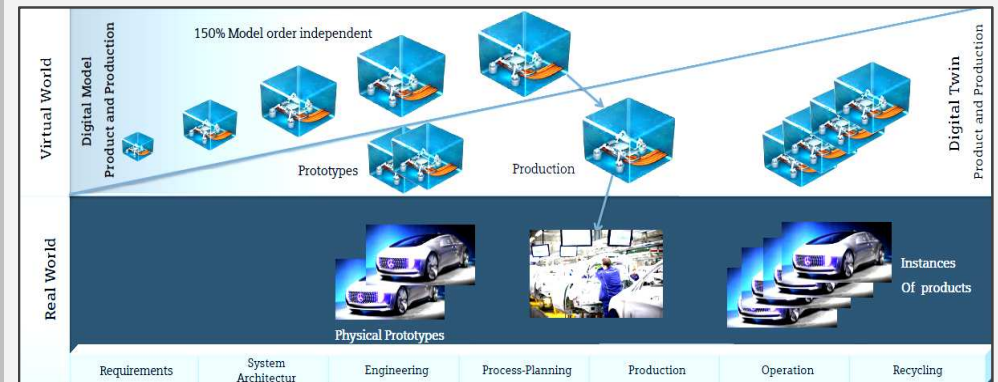 150% Model order independent
Virtual World
Digital Model
Product and Production
Prototypes
Production
Digital Twin
Product and Production
Real World
Physical Prototypes
Instances
Of products
Requirements
System
Architectur
Engineering
Process-Planning
Production
Operation
Recycling